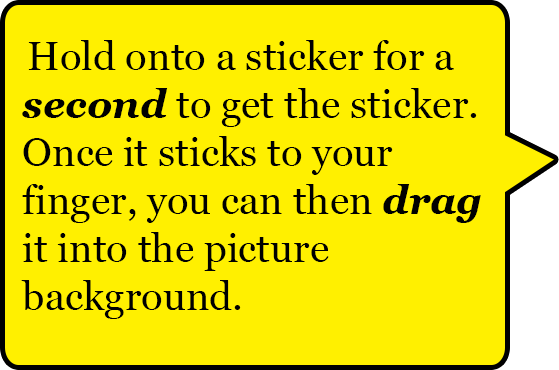 Hold onto a sticker for a
second to get the sticker.
Once it sticks to your
finger, you can then drag
it into the picture
background.